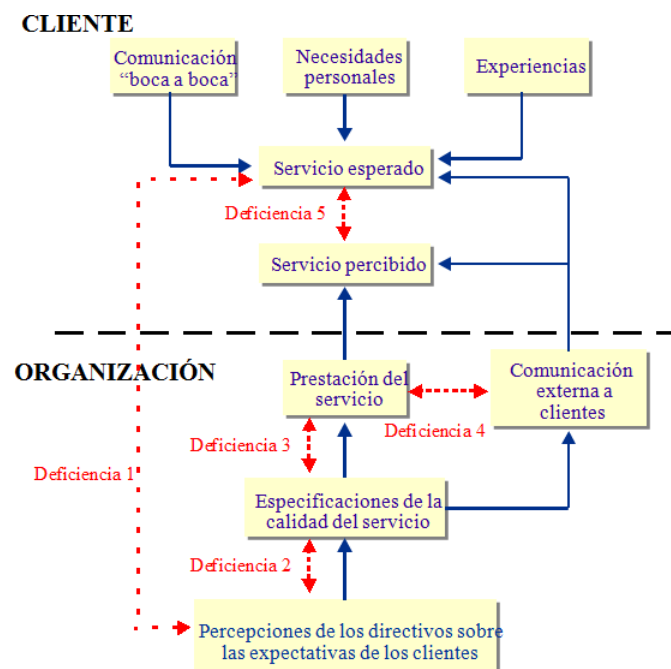 CLIENTE
Comunicación
“boca a boca”
Necesidades
personales
Experiencias
Servicio esperado
Deficiencia 5
Servicio percibido
ORGANIZACIÓN
Prestación del
servicio
Comunicación
externa a
clientes
Deficiencia 4
Deficiencia 3
Deficiencia 1
Especificaciones de la
calidad del servicio
Deficiencia 2
Percepciones de los directivos sobre
las expectativas de los clientes